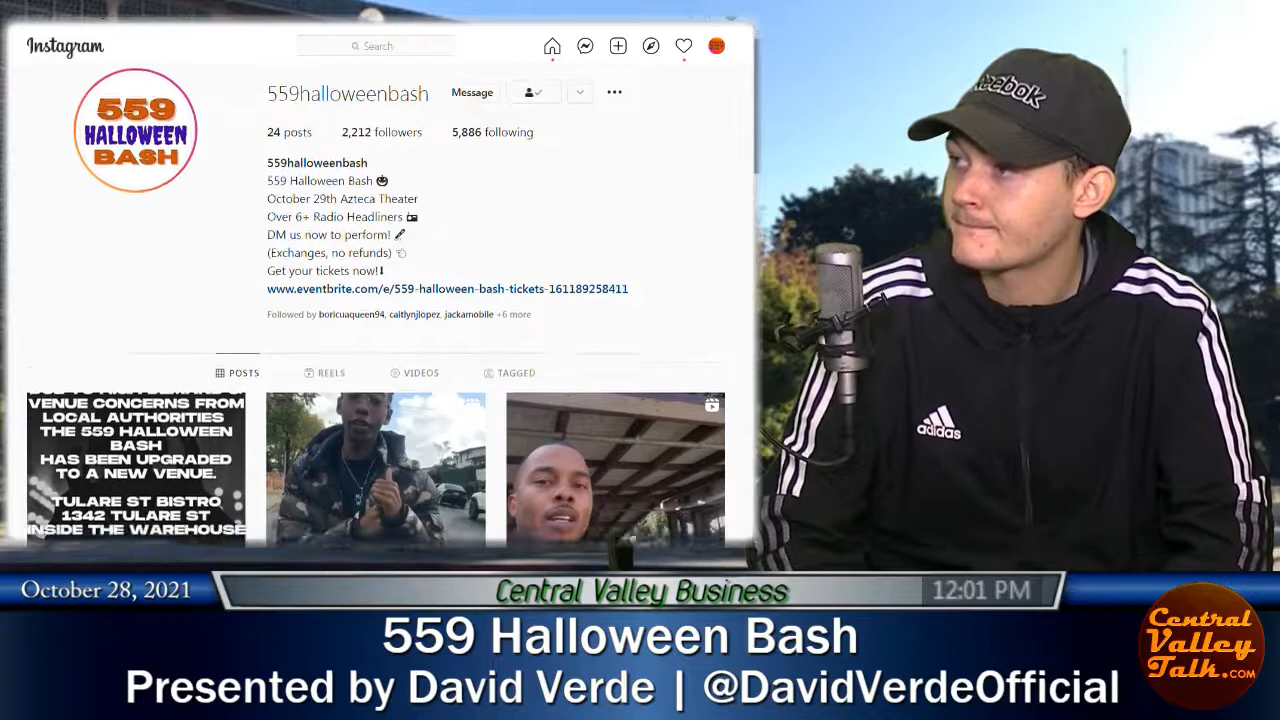 Instagram
Search
559
HALLOWEEN
BASH
559halloweenbash
Message
24 posts
2,212 followers
5,886 following
559halloweenbash
559 Halloween Bash
October 29th Azteca Theater
Over 6+ Radio Headliners
DM us now to perform!
(Exchanges, no refunds)
Get your tickets now!
www.eventbrite.com/e/559-halloween-bash-tickets-161189258411
Followed by boricuaqueen94, caitlynjlopez, jackamobile +6 more
POSTS
REELS
VIDEOS
TAGGED
VENUE CONCERNS FROM
LOCAL AUTHORITIES
THE 559 HALLOWEEN
BASH
HAS BEEN UPGRADED
TO A NEW VENUE.
TULARE ST BISTRO
1342 TULARE ST
INSIDE THE WAREHOUSE
Reebok
adidas
October 28, 2021
Central Valley Business
12:01 PM
559 Halloween Bash
Presented by David Verde | @DavidVerdeOfficial
Central
Valley
Talk.com